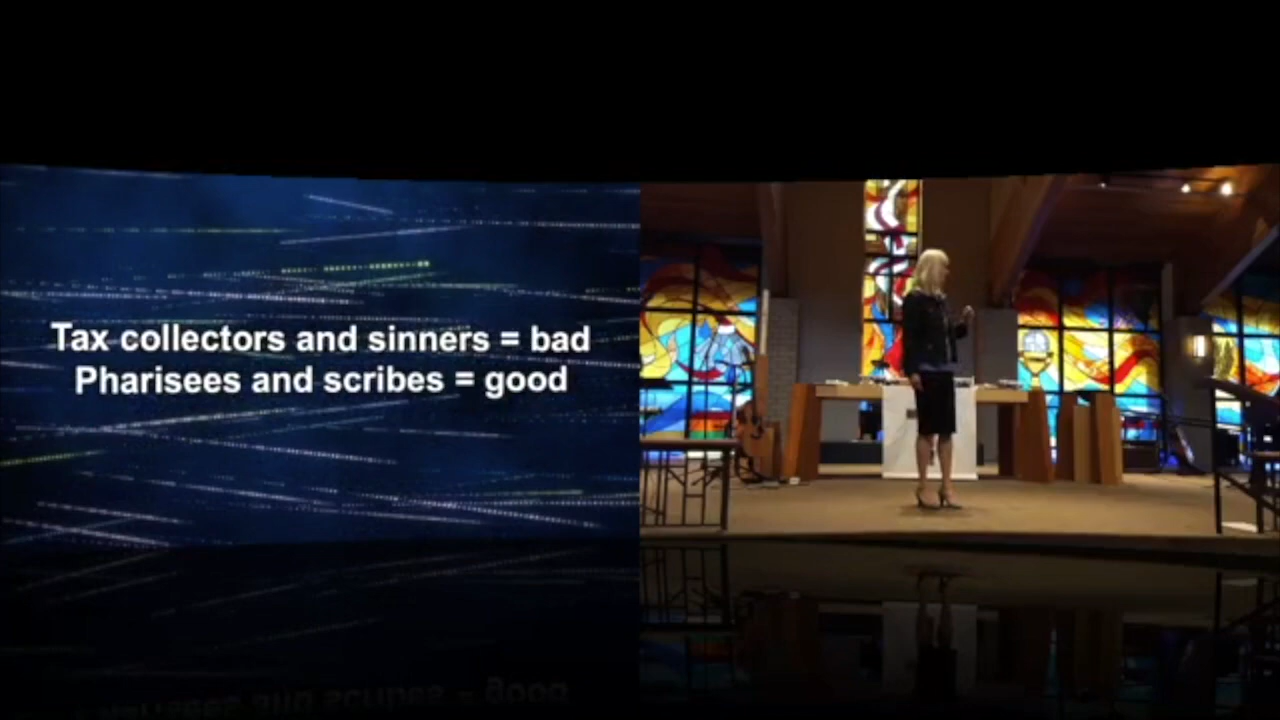 Tax collectors and sinners = bad
Pharisees and scribes = good